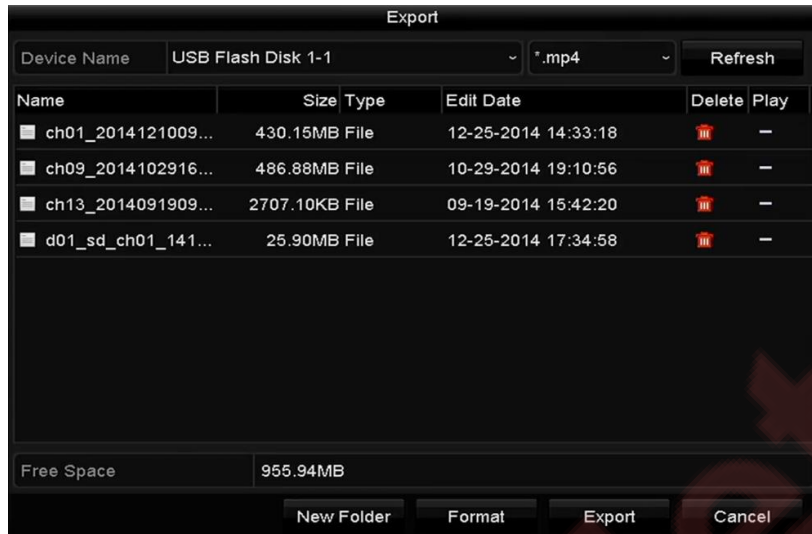 Export
Device Name USB Flash Disk 1-1 *.mp4 Refresh
Name Size Type Edit Date Delete Play
ch01_2014121009... 430.15MB File 12-25-2014 14:33:18
ch09_2014102916... 486.88MB File 10-29-2014 19:10:56
ch13_2014091909... 2707.10KB File 09-19-2014 15:42:20
d01_sd_ch01_141... 25.90MB File 12-25-2014 17:34:58
Free Space 955.94MB
New Folder Format Export Cancel